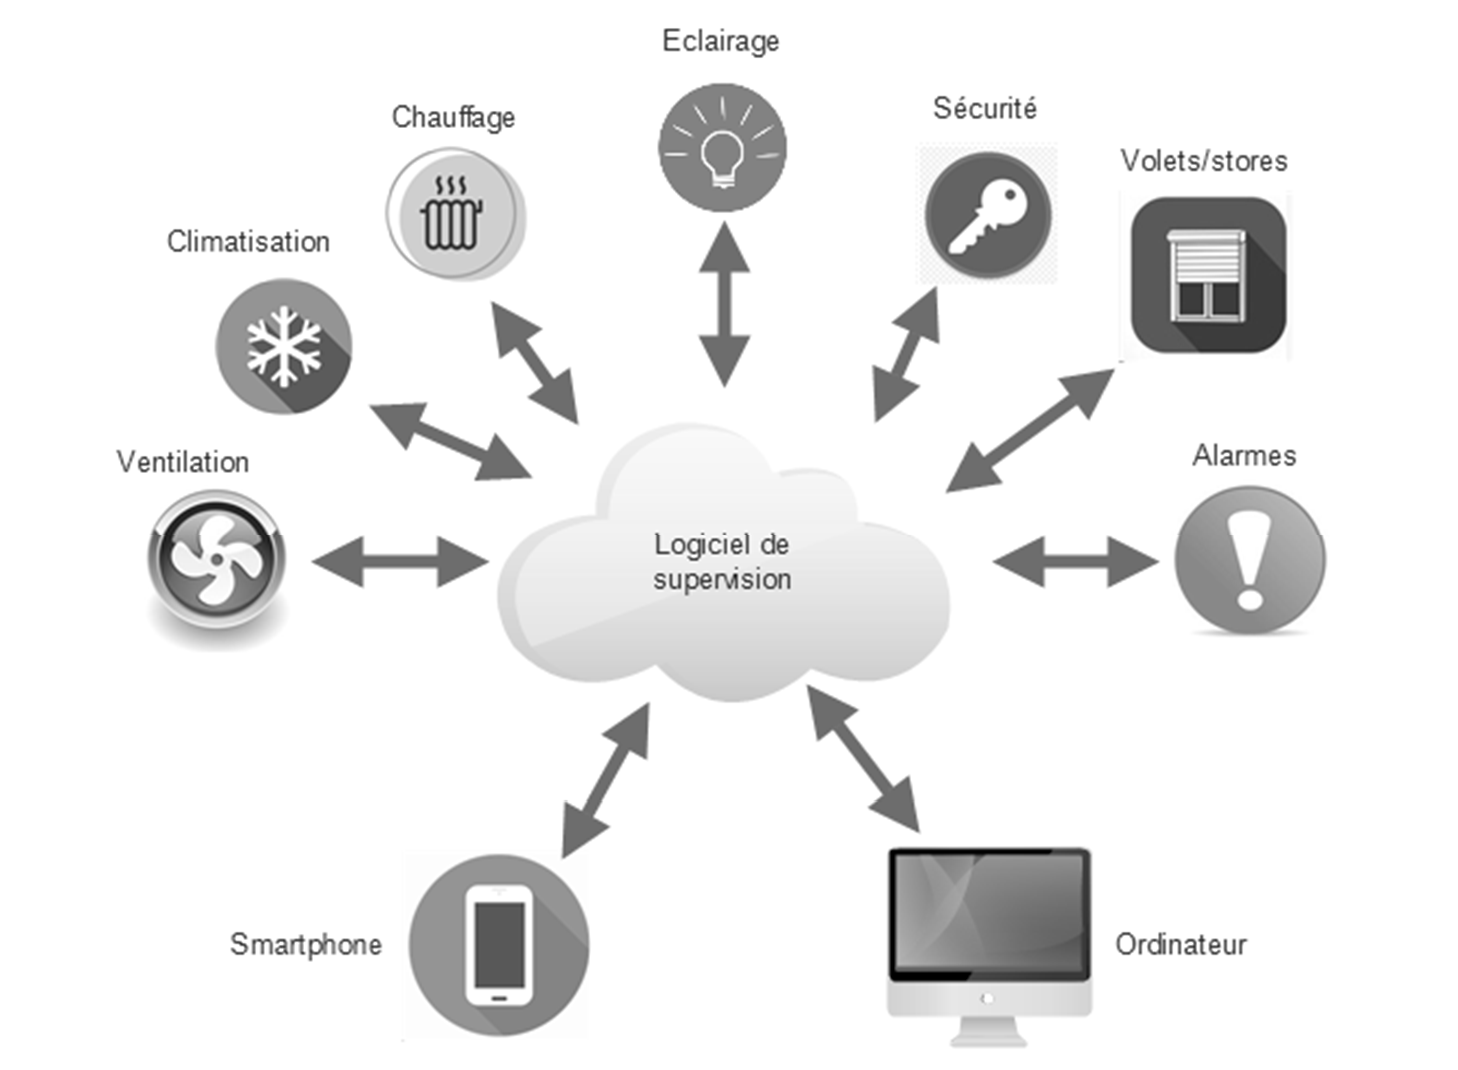 Eclairage
Chauffage
Sécurité
Volets/stores
Climatisation
Ventilation
Alarmes
Logiciel de
supervision
Smartphone
Ordinateur